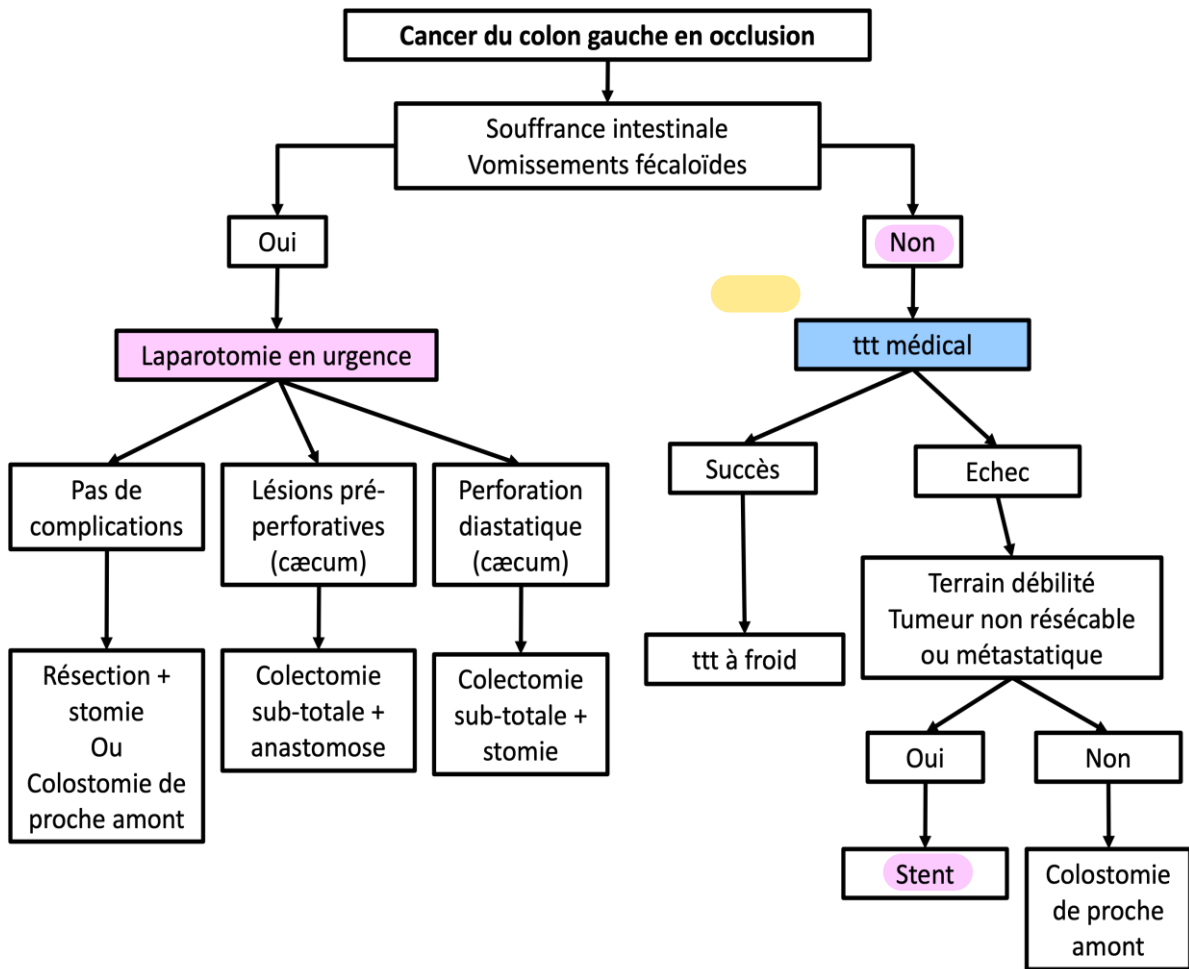 Cancer du colon gauche en occlusion
Souffrance intestinale
Vomissements fécaloïdes
Oui
Non
Laparotomie en urgence
ttt médical
Pas de
complications
Lésions pré-
perforatives
(cæcum)
Perforation
diastatique
(cæcum)
Succès
Echec
Résection +
stomie
Ou
Colostomie de
proche amont
Colectomie
sub-totale +
anastomose
Colectomie
sub-totale +
stomie
ttt à froid
Terrain débilité
Tumeur non résécable
ou métastatique
Oui
Non
Stent
Colostomie
de proche
amont